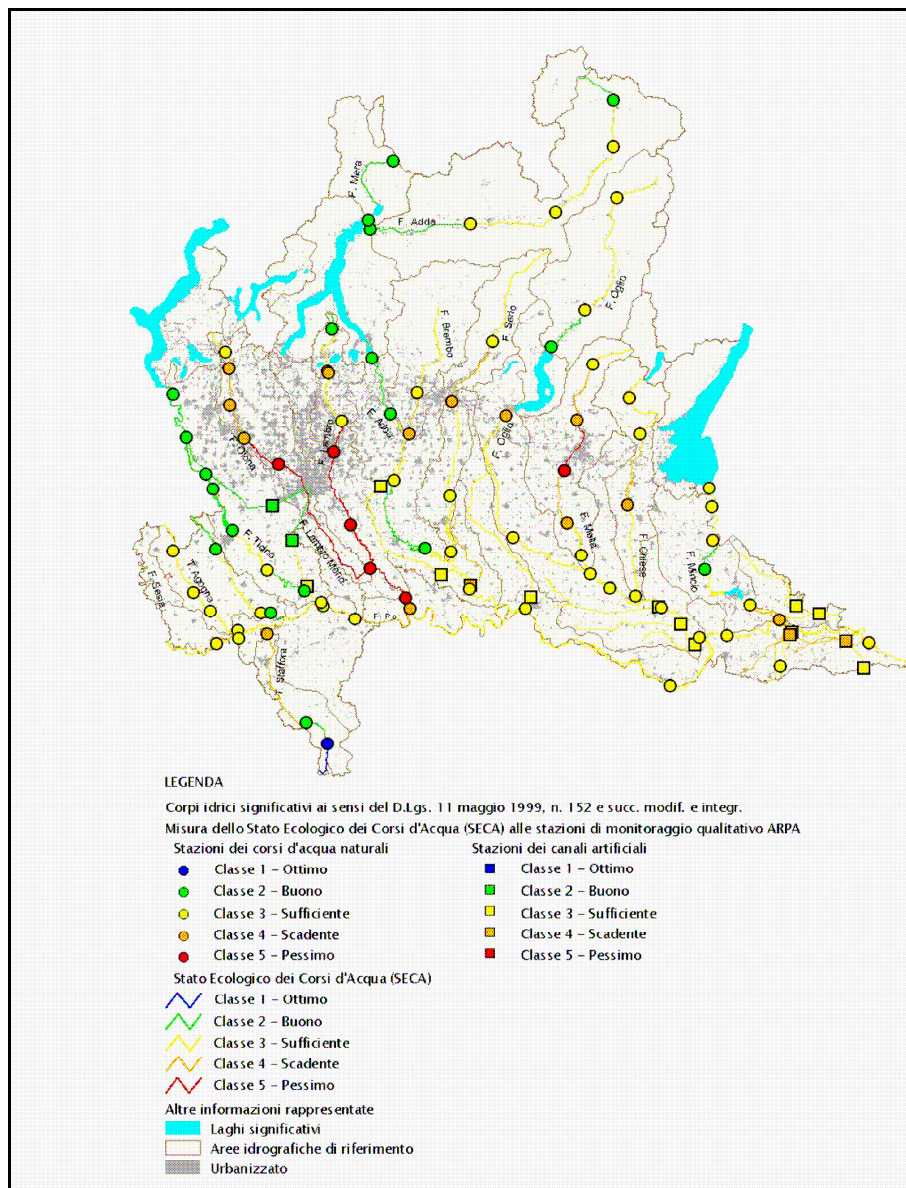 F. Mera
F. Adda
F. Oglio
F. Serio
F. Brembo
F. Adda
F. Oglio
F. Lambro
F. Olona
F. Mella
F. Chiese
F. Mincio
F. Ticino
F. Lambro Merid.
T. Agogna
F. Sesia
F. Po
T. Staffora
LEGENDA
Corpi idrici significativi ai sensi del D.Lgs. 11 maggio 1999, n. 152 e succ. modif. e integr.
Misura dello Stato Ecologico dei Corsi d'Acqua (SECA) alle stazioni di monitoraggio qualitativo ARPA
Stazioni dei corsi d'acqua naturali
Classe 1 – Ottimo
Classe 2 – Buono
Classe 3 – Sufficiente
Classe 4 – Scadente
Classe 5 – Pessimo
Stazioni dei canali artificiali
Classe 1 – Ottimo
Classe 2 – Buono
Classe 3 – Sufficiente
Classe 4 – Scadente
Classe 5 – Pessimo
Stato Ecologico dei Corsi d'Acqua (SECA)
Classe 1 – Ottimo
Classe 2 – Buono
Classe 3 – Sufficiente
Classe 4 – Scadente
Classe 5 – Pessimo
Altre informazioni rappresentate
Laghi significativi
Aree idrografiche di riferimento
Urbanizzato